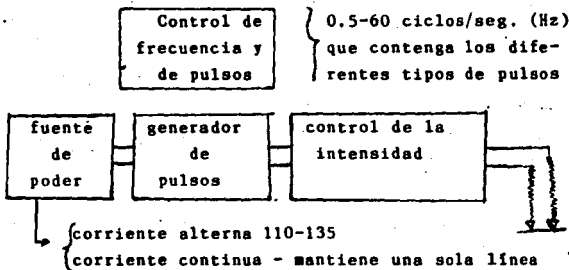 Control de
frecuencia y
de pulsos
0.5-60 ciclos/seg. (Hz)
que contenga los dife-
rentes tipos de pulsos
fuente
de
poder
generador
de
pulsos
control de la
intensidad
corriente alterna 110-135
corriente continua - mantiene una sola línea